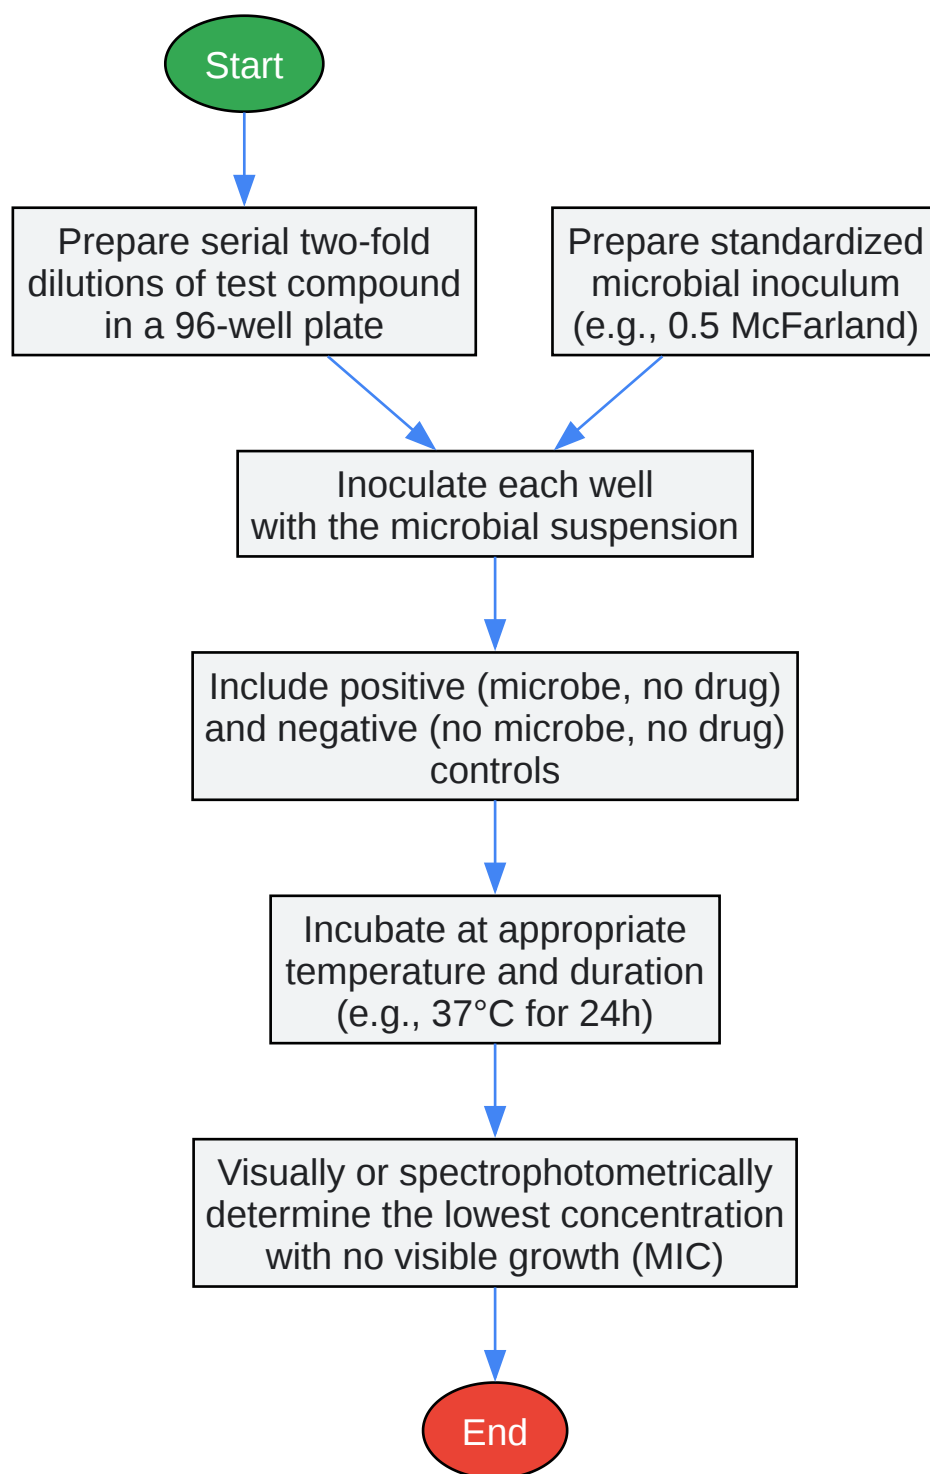 Start
Prepare serial two-fold
dilutions of test compound
in a 96-well plate
Prepare standardized
microbial inoculum
(e.g., 0.5 McFarland)
Inoculate each well
with the microbial suspension
Include positive (microbe, no drug)
and negative (no microbe, no drug)
controls
Incubate at appropriate
temperature and duration
(e.g., 37°C for 24h)
Visually or spectrophotometrically
determine the lowest concentration
with no visible growth (MIC)
End